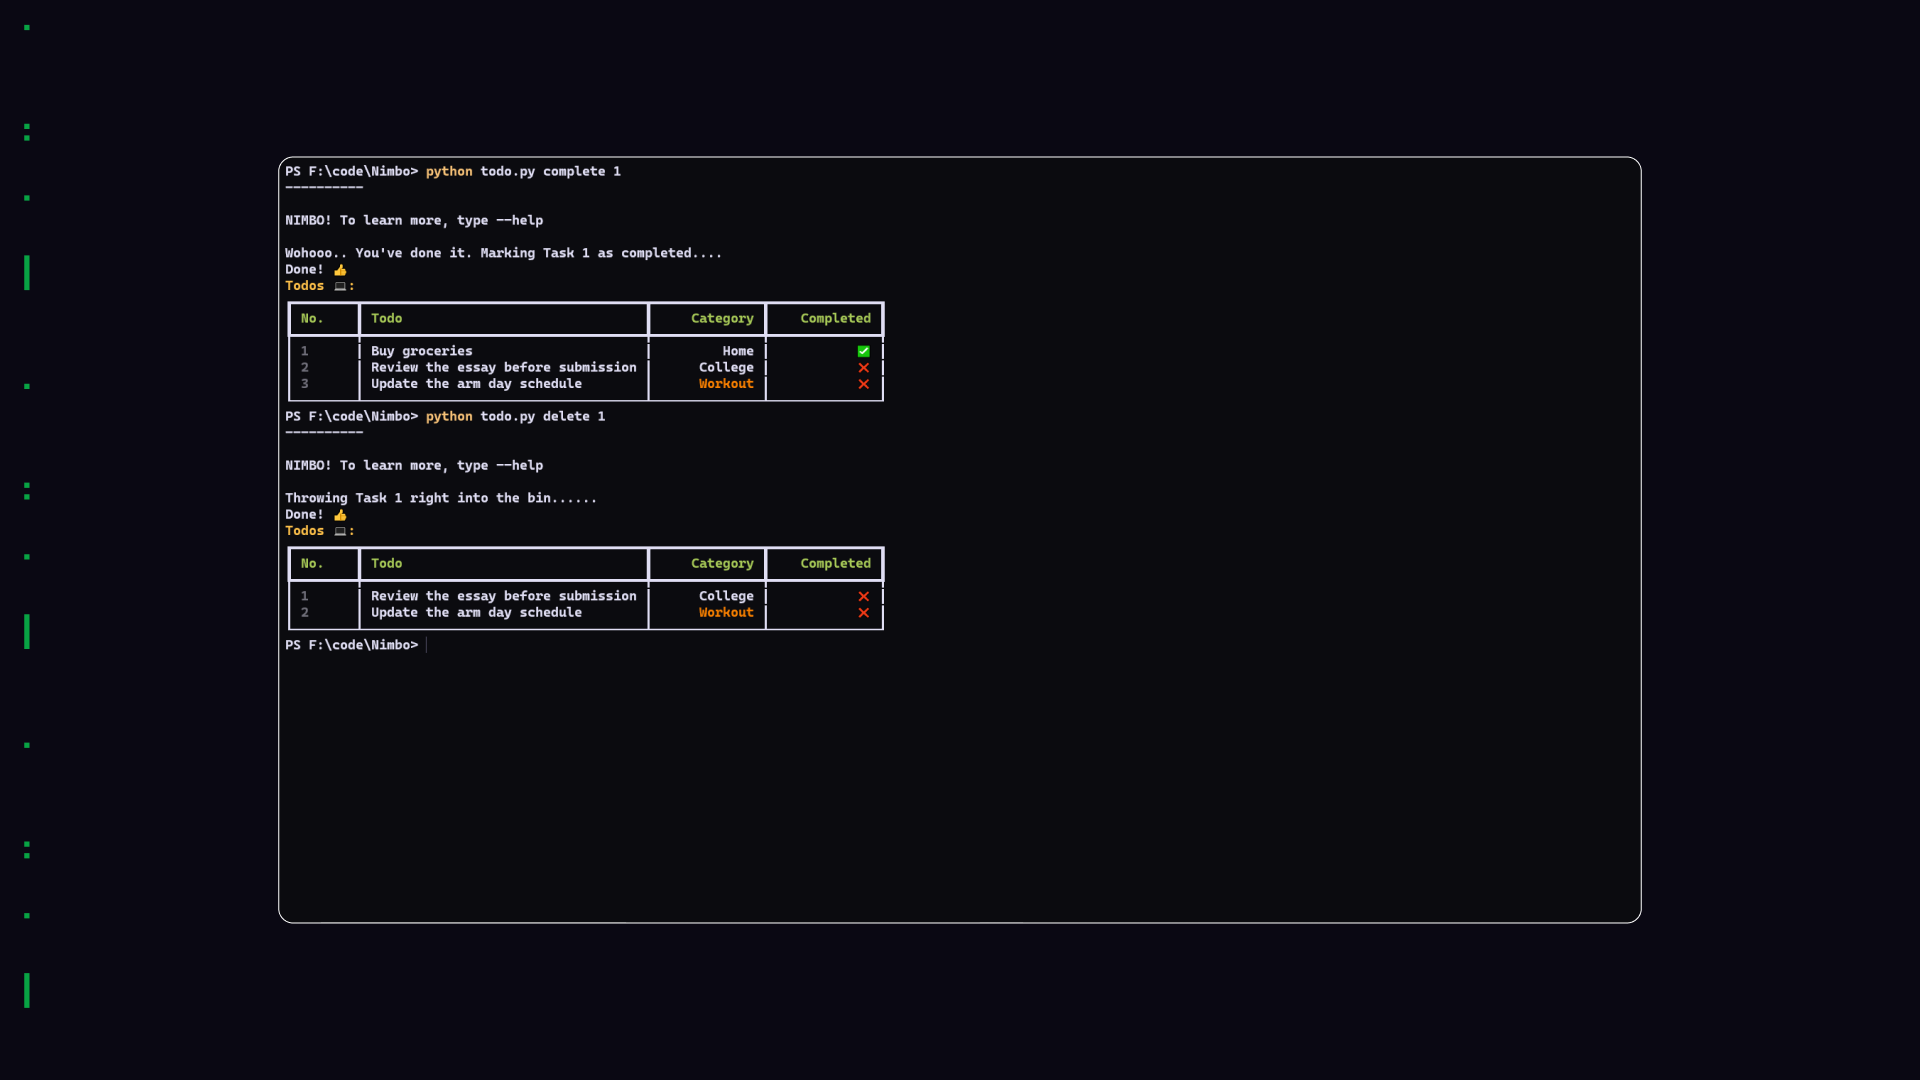 PS F:\code\Nimbo> python todo.py complete 1
----------
NIMBO! To learn more, type --help
Wohooo.. You've done it. Marking Task 1 as completed....
Done! 👍
Todos 💻:
No. Todo Category Completed
1 Buy groceries Home ✅
2 Review the essay before submission College ❌
3 Update the arm day schedule Workout ❌
PS F:\code\Nimbo> python todo.py delete 1
----------
NIMBO! To learn more, type --help
Throwing Task 1 right into the bin......
Done! 👍
Todos 💻:
No. Todo Category Completed
1 Review the essay before submission College ❌
2 Update the arm day schedule Workout ❌
PS F:\code\Nimbo>